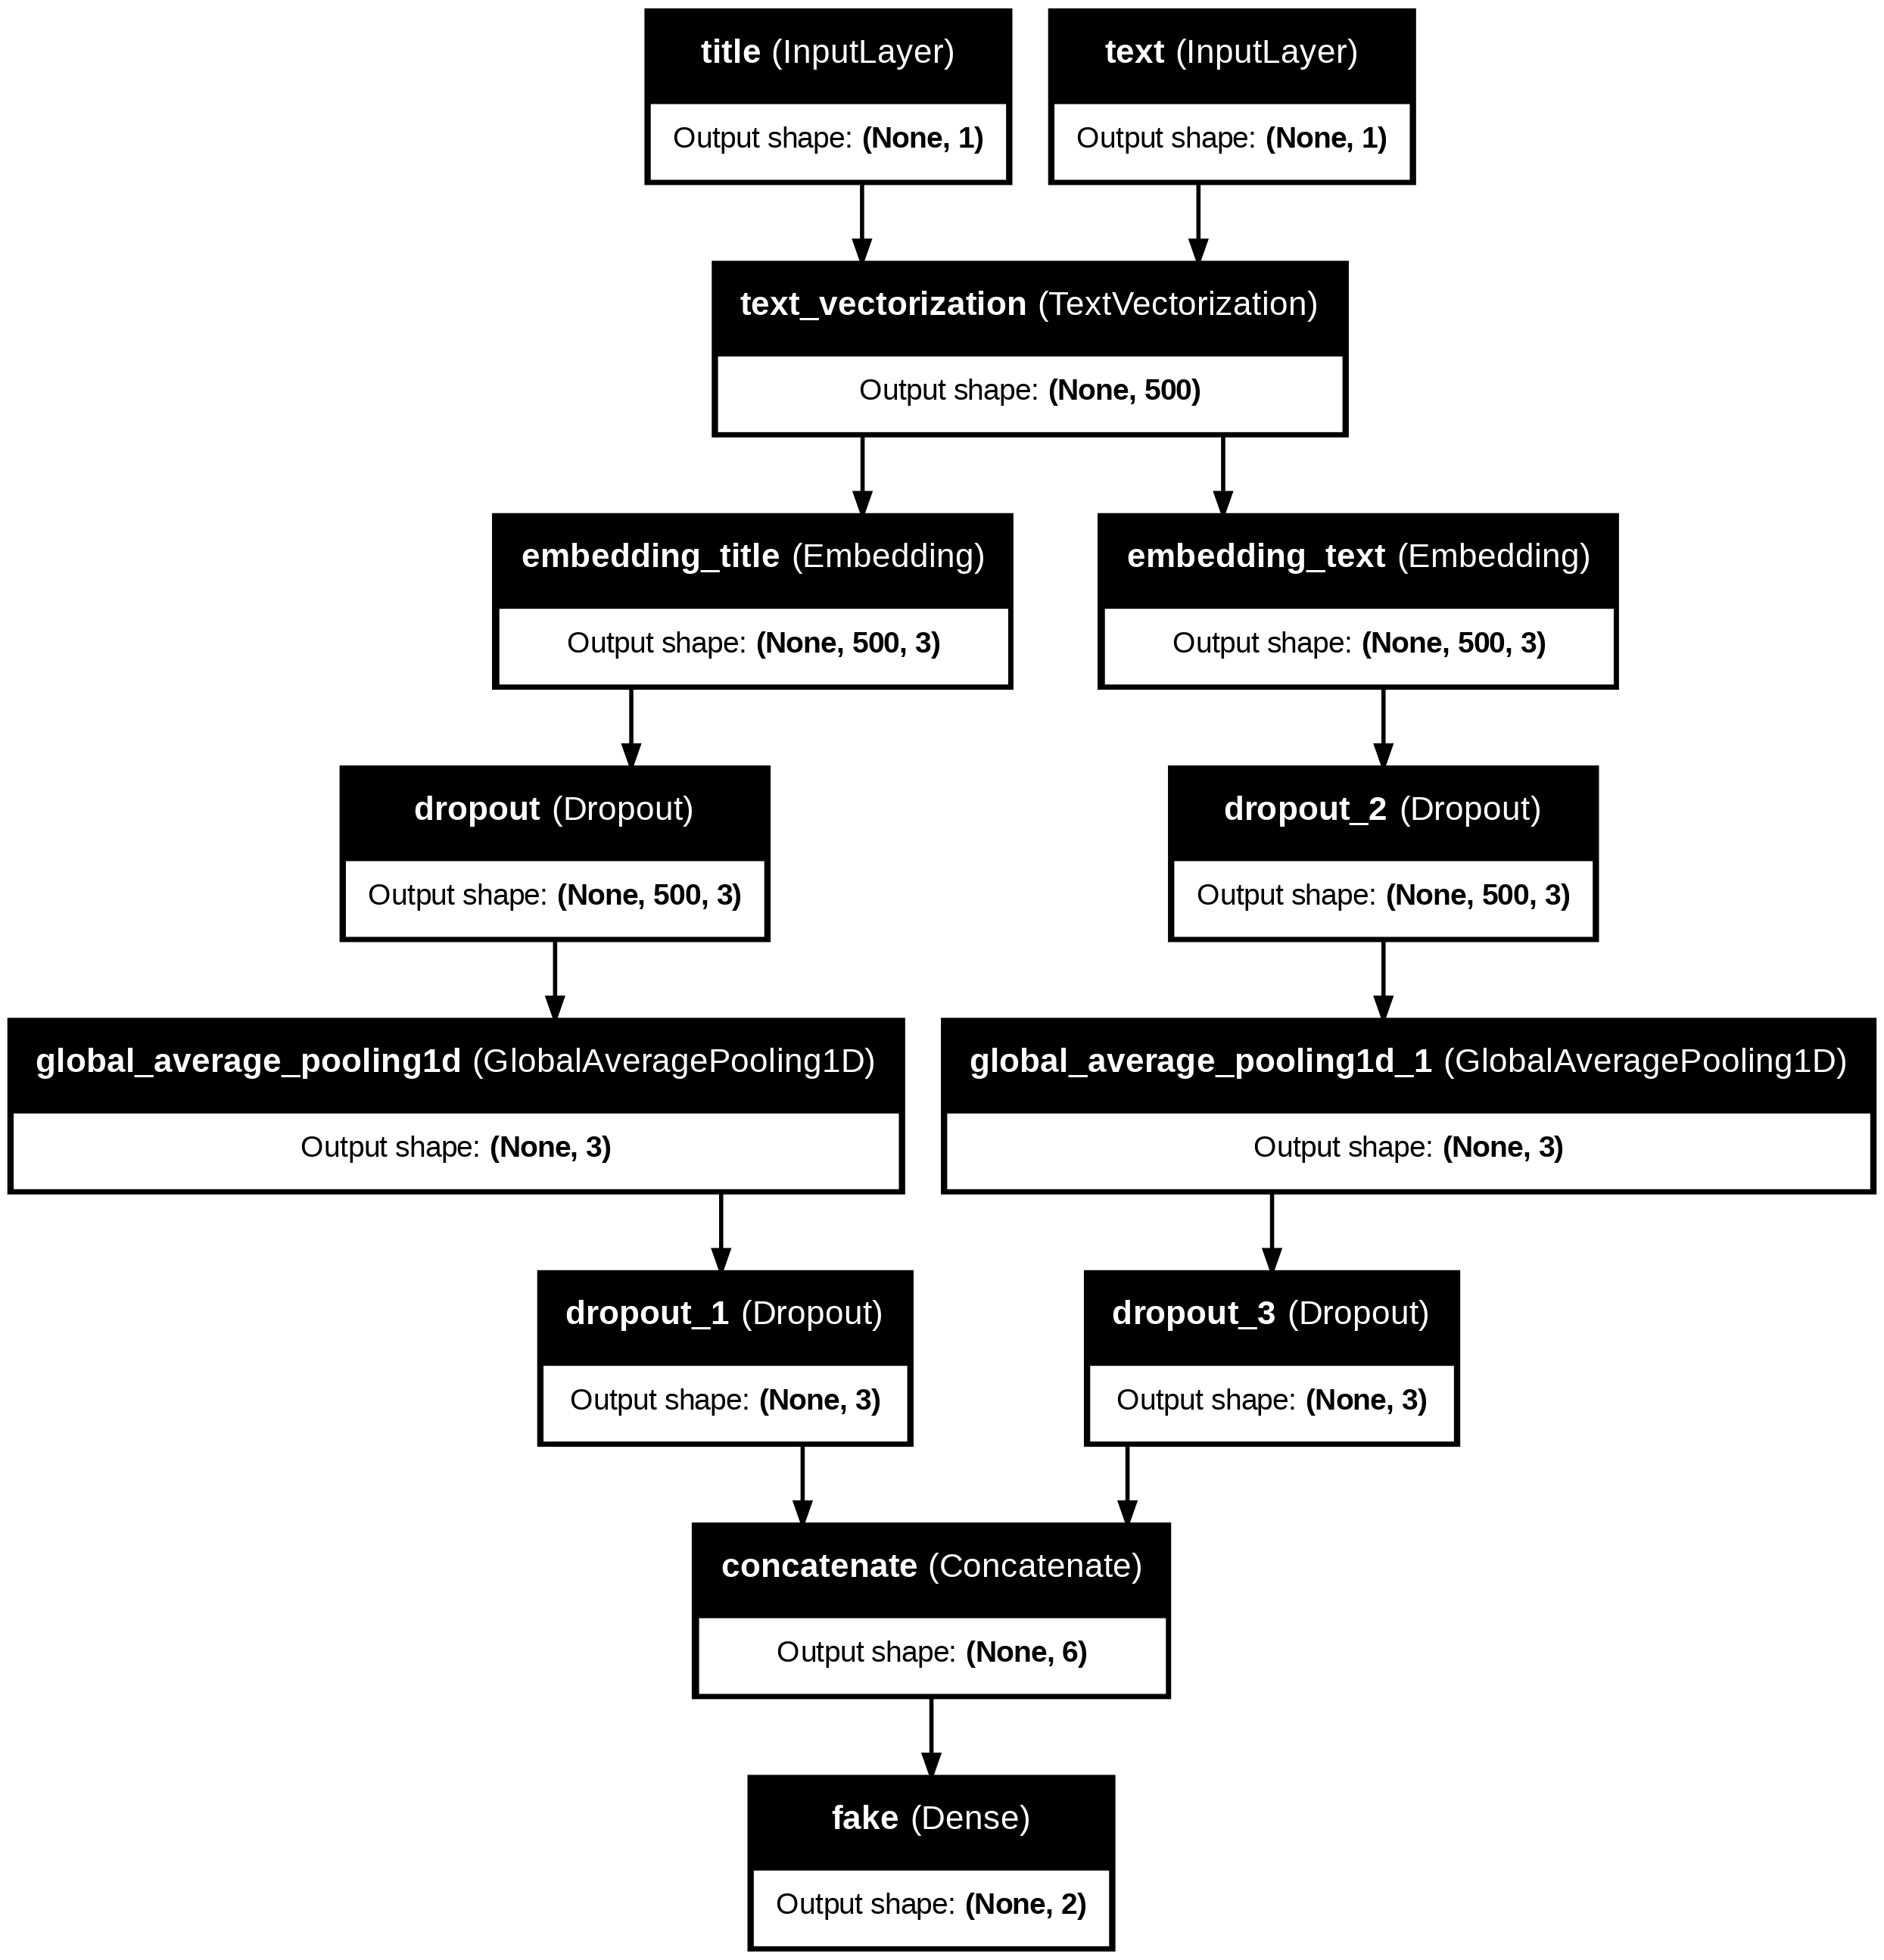 title (InputLayer)
Output shape: (None, 1)
text (InputLayer)
Output shape: (None, 1)
text_vectorization (TextVectorization)
Output shape: (None, 500)
embedding_title (Embedding)
Output shape: (None, 500, 3)
embedding_text (Embedding)
Output shape: (None, 500, 3)
dropout (Dropout)
Output shape: (None, 500, 3)
dropout_2 (Dropout)
Output shape: (None, 500, 3)
global_average_pooling1d (GlobalAveragePooling1D)
Output shape: (None, 3)
global_average_pooling1d_1 (GlobalAveragePooling1D)
Output shape: (None, 3)
dropout_1 (Dropout)
Output shape: (None, 3)
dropout_3 (Dropout)
Output shape: (None, 3)
concatenate (Concatenate)
Output shape: (None, 6)
fake (Dense)
Output shape: (None, 2)